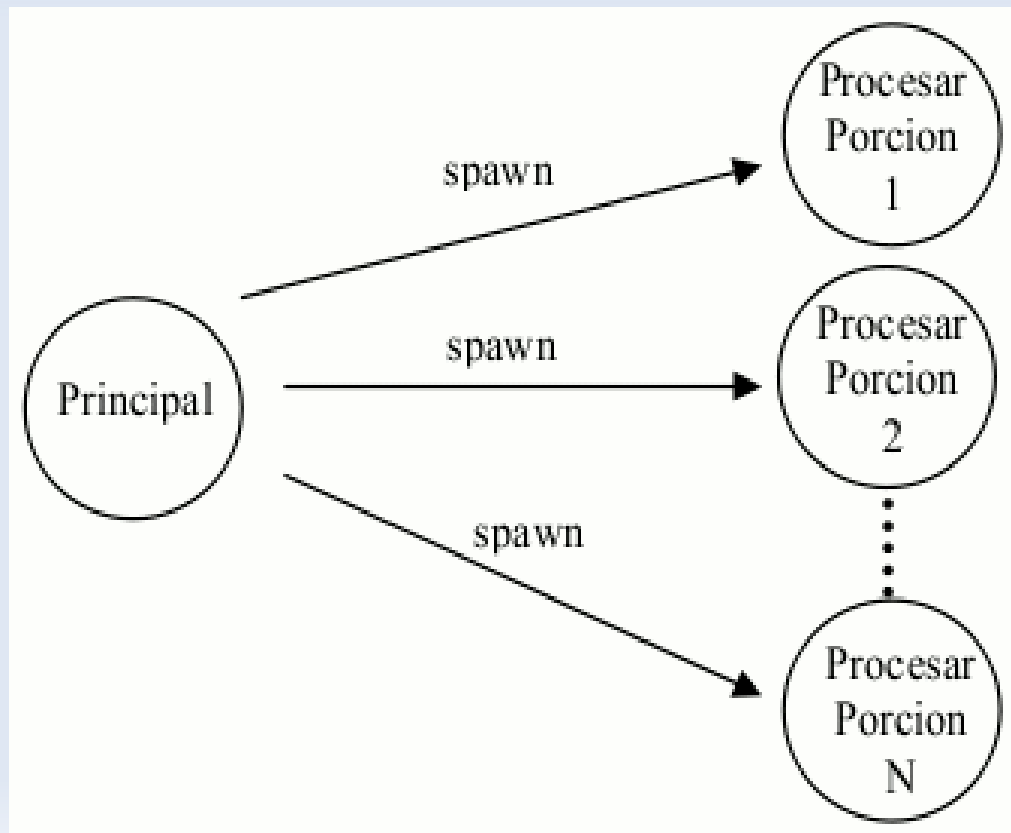 Procesar
Porcion
1
spawn
Principal
spawn
Procesar
Porcion
2
spawn
Procesar
Porcion
N